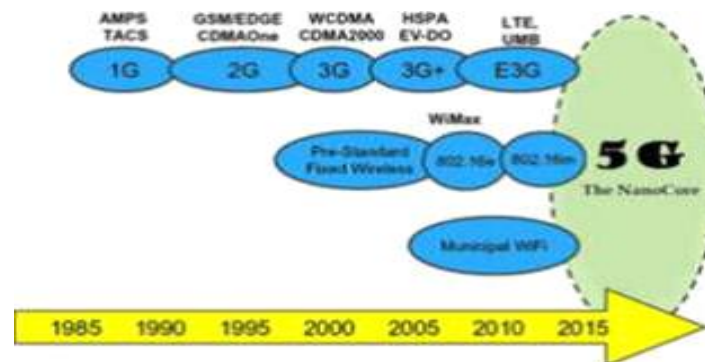 AMPS
TACS
GSM/EDGE
CDMAOne
WCDMA
CDMA2000
HSPA
EV-DO
LTE,
UMB
1G
2G
3G
3G+
E3G
WiMax
Pre-Standard
Fixed Wireless
802.16e
802.16m
5G
The NanoCore
Municipal WiFi
1985 1990 1995 2000 2005 2010 2015